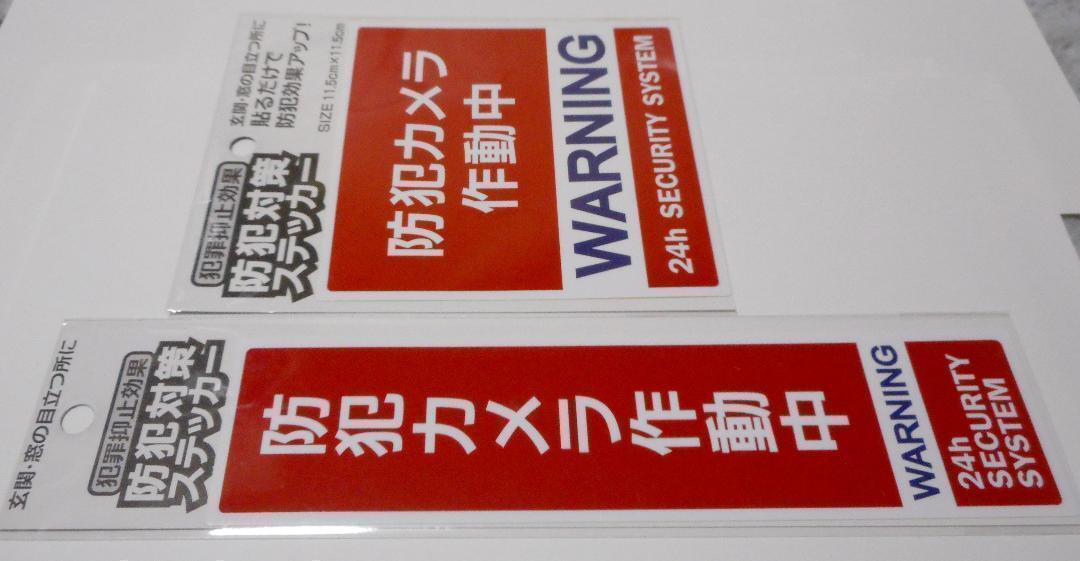 犯罪抑止効果
防犯対策
ステッカー
玄関・窓の目立つ所に
貼るだけで
防犯効果アップ!
SIZE 11.5cm×11.5cm
防犯カメラ
作動中
WARNING
24h SECURITY SYSTEM
玄関・窓の目立つ所に
犯罪抑止効果
防犯対策
ステッカー
防犯カメラ作動中
WARNING
24h
SECURITY
SYSTEM